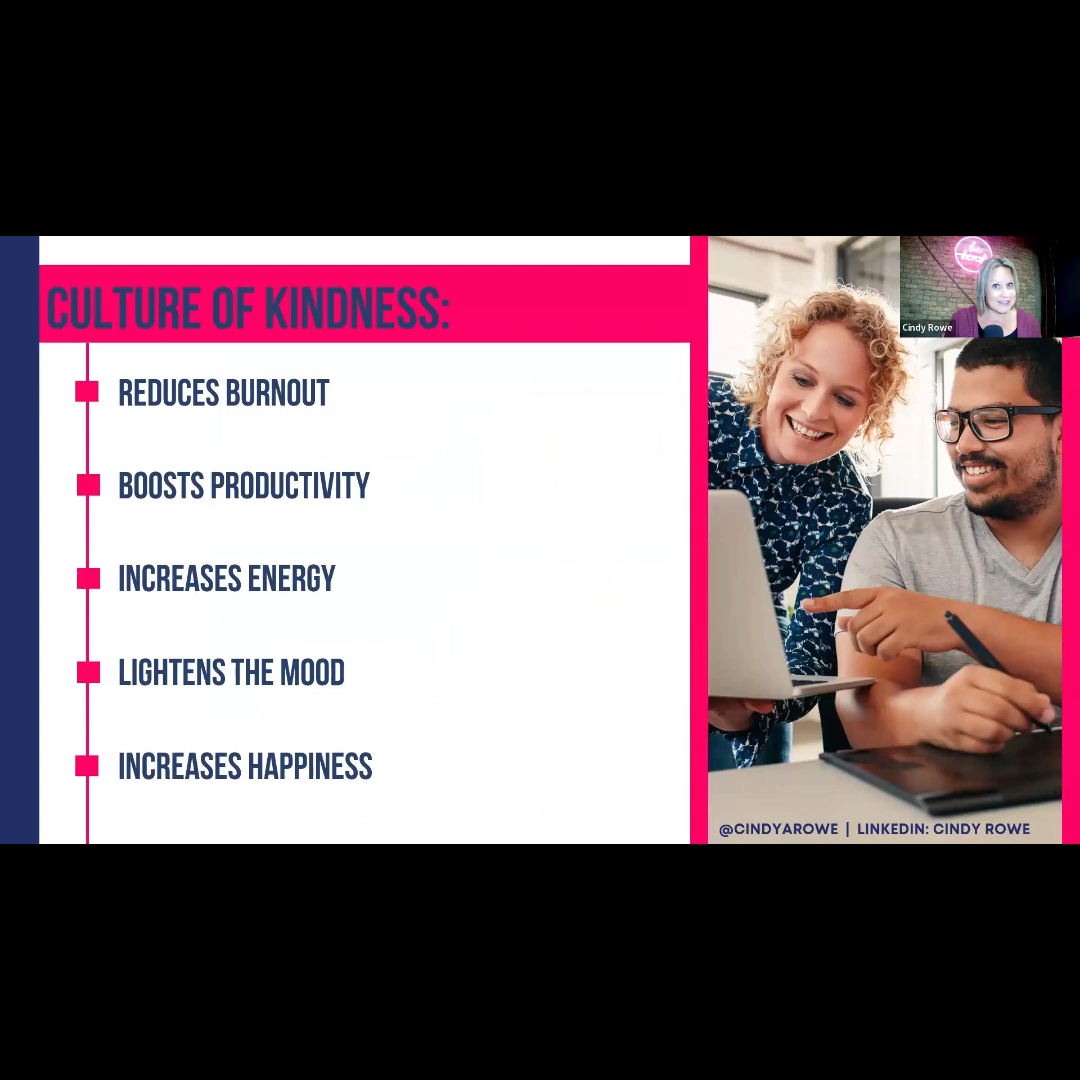 CULTURE OF KINDNESS:
REDUCES BURNOUT
BOOSTS PRODUCTIVITY
INCREASES ENERGY
LIGHTENS THE MOOD
INCREASES HAPPINESS
Cindy Rowe
@CINDYAROWE | LINKEDIN: CINDY ROWE